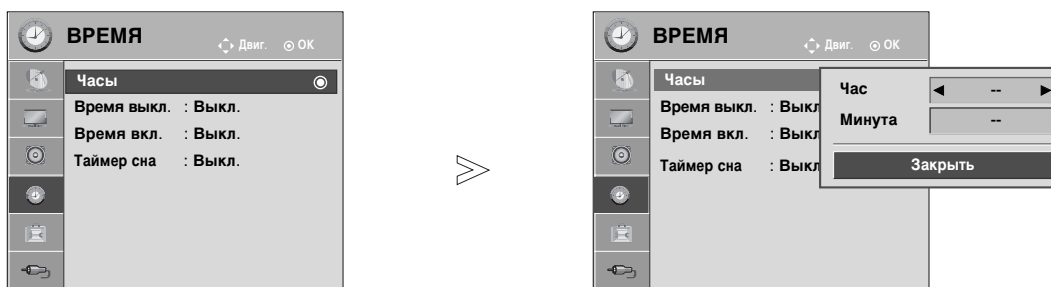 ВРЕМЯ
Двиг. OK
Часы
Время выкл. : Выкл.
Время вкл. : Выкл.
Таймер сна : Выкл.
>
ВРЕМЯ
Двиг. OK
Часы
Время выкл. : Выкл
Время вкл. : Выкл
Таймер сна : Выкл
Час ◀ -- ▶
Минута --
Закрыть